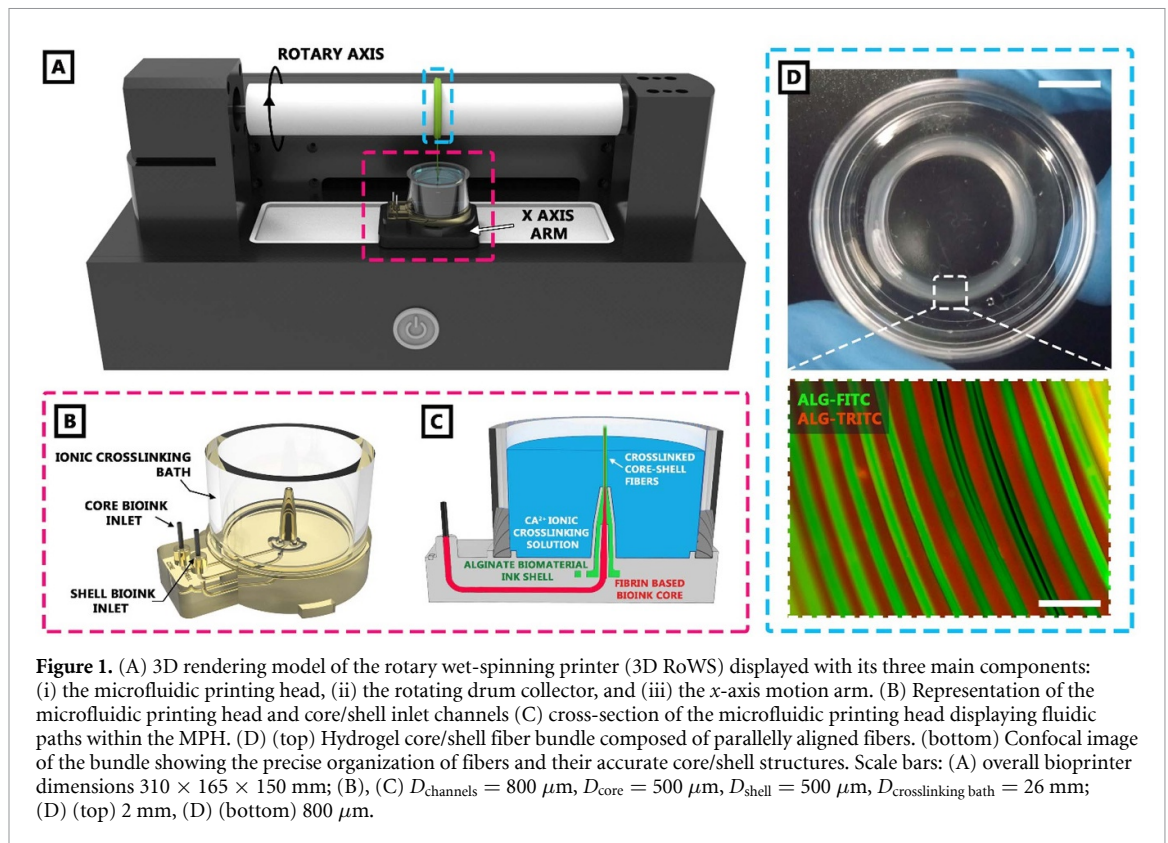 A
ROTARY AXIS
X AXIS
ARM
B
IONIC CROSSLINKING
BATH
CORE BIOINK
INLET
SHELL BIOINK
INLET
C
CROSSLINKED
CORE-SHELL
FIBERS
CA²⁺ IONIC
CROSSLINKING
SOLUTION
ALGINATE BIOMATERIAL
INK SHELL
FIBRIN BASED
BIOINK CORE
D
ALG-FITC
ALG-TRITC
Figure 1. (A) 3D rendering model of the rotary wet-spinning printer (3D RoWS) displayed with its three main components:
(i) the microfluidic printing head, (ii) the rotating drum collector, and (iii) the x-axis motion arm. (B) Representation of the
microfluidic printing head and core/shell inlet channels (C) cross-section of the microfluidic printing head displaying fluidic
paths within the MPH. (D) (top) Hydrogel core/shell fiber bundle composed of parallelly aligned fibers. (bottom) Confocal image
of the bundle showing the precise organization of fibers and their accurate core/shell structures. Scale bars: (A) overall bioprinter
dimensions 310 × 165 × 150 mm; (B), (C) D_channels = 800 μm, D_core = 500 μm, D_shell = 500 μm, D_crosslinking bath = 26 mm;
(D) (top) 2 mm, (D) (bottom) 800 μm.